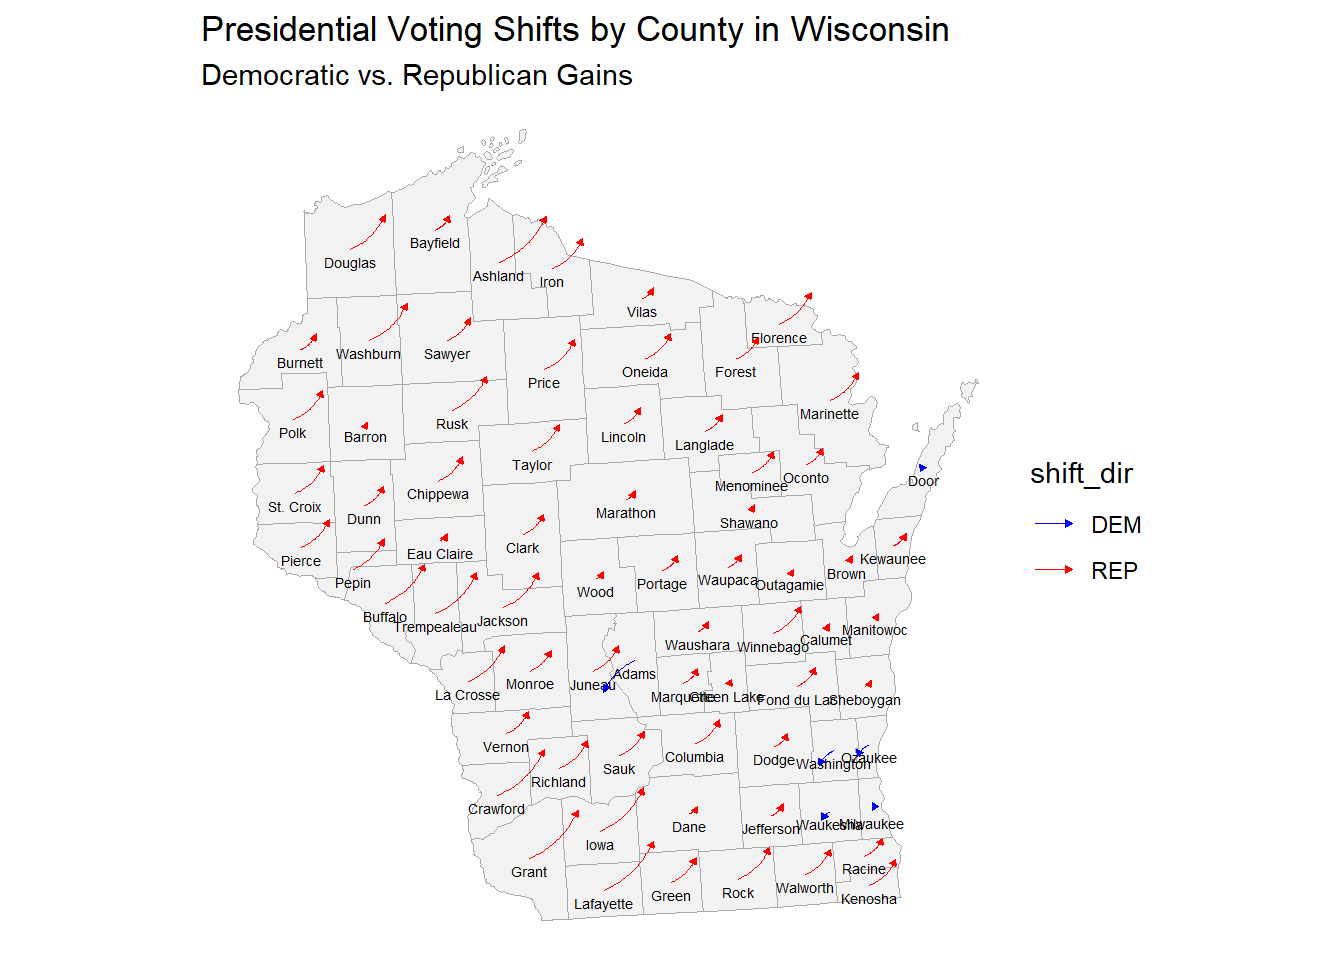 Presidential Voting Shifts by County in Wisconsin
Democratic vs. Republican Gains
Bayfield
Douglas
Ashland
Iron
Vilas
Florence
Burnett
Washburn
Sawyer
Price
Oneida
Forest
Marinette
Polk
Barron
Rusk
Lincoln
Langlade
Taylor
Chippewa
Menominee
Oconto
Door
shift_dir
St. Croix
Dunn
Marathon
Shawano
DEM
Pierce
Eau Claire
Clark
Kewaunee
REP
Pepin
Wood
Portage
Waupaca
Outagamie
Brown
Buffalo
Trempealeau
Jackson
Waushara
Winnebago
Calumet
Manitowoc
La Crosse
Monroe
Juneau
Adams
Marquette
Green Lake
Fond du Lac
Sheboygan
Vernon
Richland
Sauk
Columbia
Dodge
Washington
Ozaukee
Crawford
Iowa
Dane
Jefferson
Waukesha
Milwaukee
Grant
Lafayette
Green
Rock
Walworth
Racine
Kenosha